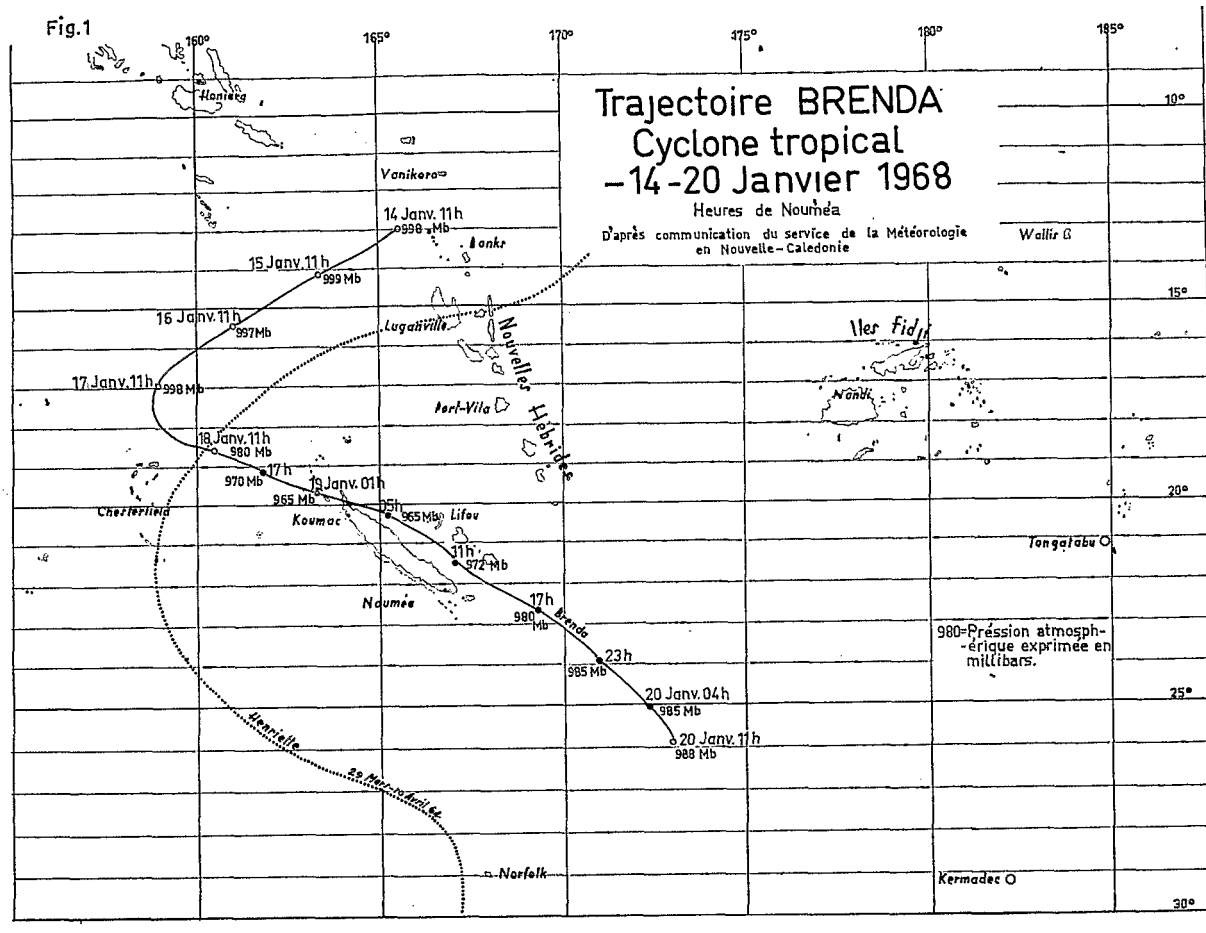 Fig.1
160°
165°
170°
175°
180°
185°
Honiara
Trajectoire BRENDA
Cyclone tropical
-14-20 Janvier 1968
Heures de Nouméa
D'après communication du service de la Météorologie
en Nouvelle-Caledonie
10°
Vanikoro
14 Janv. 11h
998 Mb
Banks
Wallis
15 Janv. 11h
999 Mb
15°
16 Janv. 11h
997Mb
Luganville
Nouvelles Hébrides
Iles Fidji
17 Janv. 11h
998 Mb
Port-Vila
Nandi
18 Janv. 11h
980 Mb
17h
970 Mb
19 Janv. 01h
965 Mb
20°
Chesterfield
Koumac
05h
965Mb
Lifou
11h
972 Mb
Tongatabu
Nouméa
17h
980
Mb
Brenda
980=Préssion atmosph-
-érique exprimée en
millibars.
23h
985 Mb
20 Janv. 04h
985 Mb
25°
20 Janv. 11h
988 Mb
Henriette
29 Mars-10 Avril 64
Norfolk
Kermadec
30°